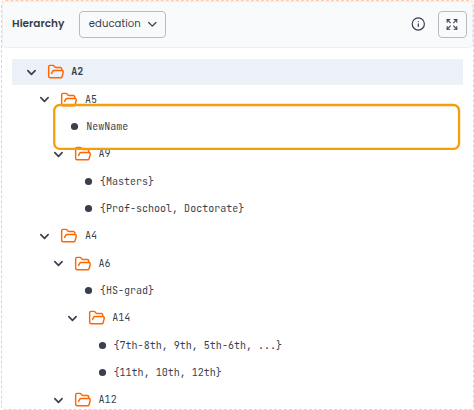 Hierarchy education
A2
A5
NewName
A9
{Masters}
{Prof-school, Doctorate}
A4
A6
{HS-grad}
A14
{7th-8th, 9th, 5th-6th, ...}
{11th, 10th, 12th}
A12